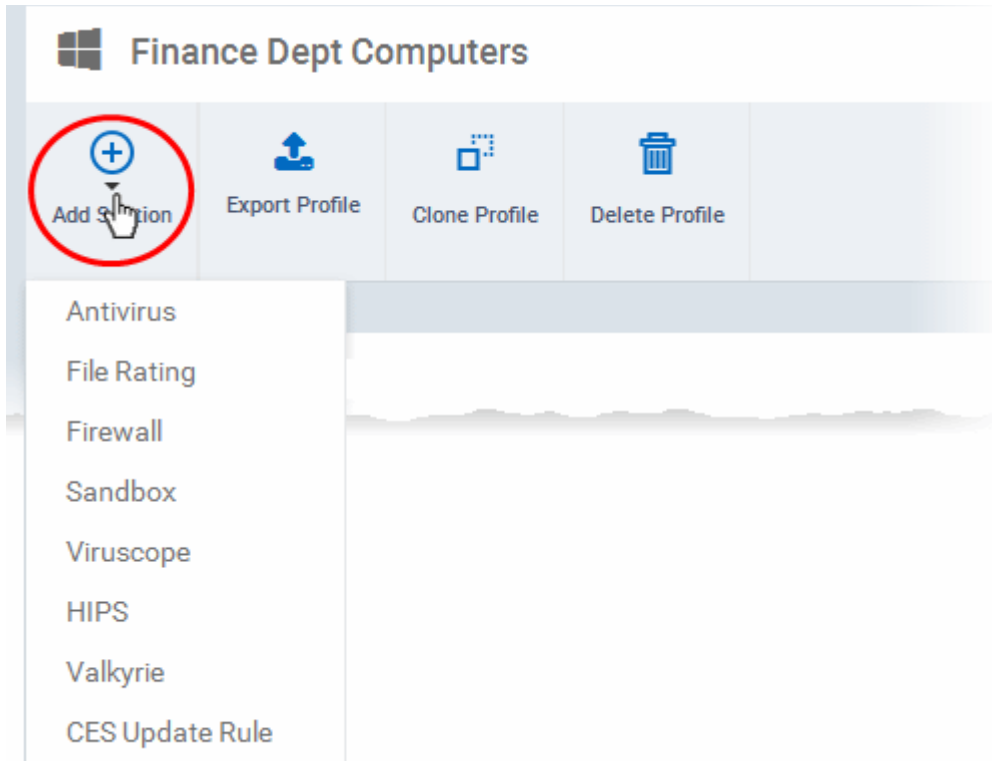 Finance Dept Computers
Add Section
Export Profile
Clone Profile
Delete Profile
Antivirus
File Rating
Firewall
Sandbox
Viruscope
HIPS
Valkyrie
CES Update Rule